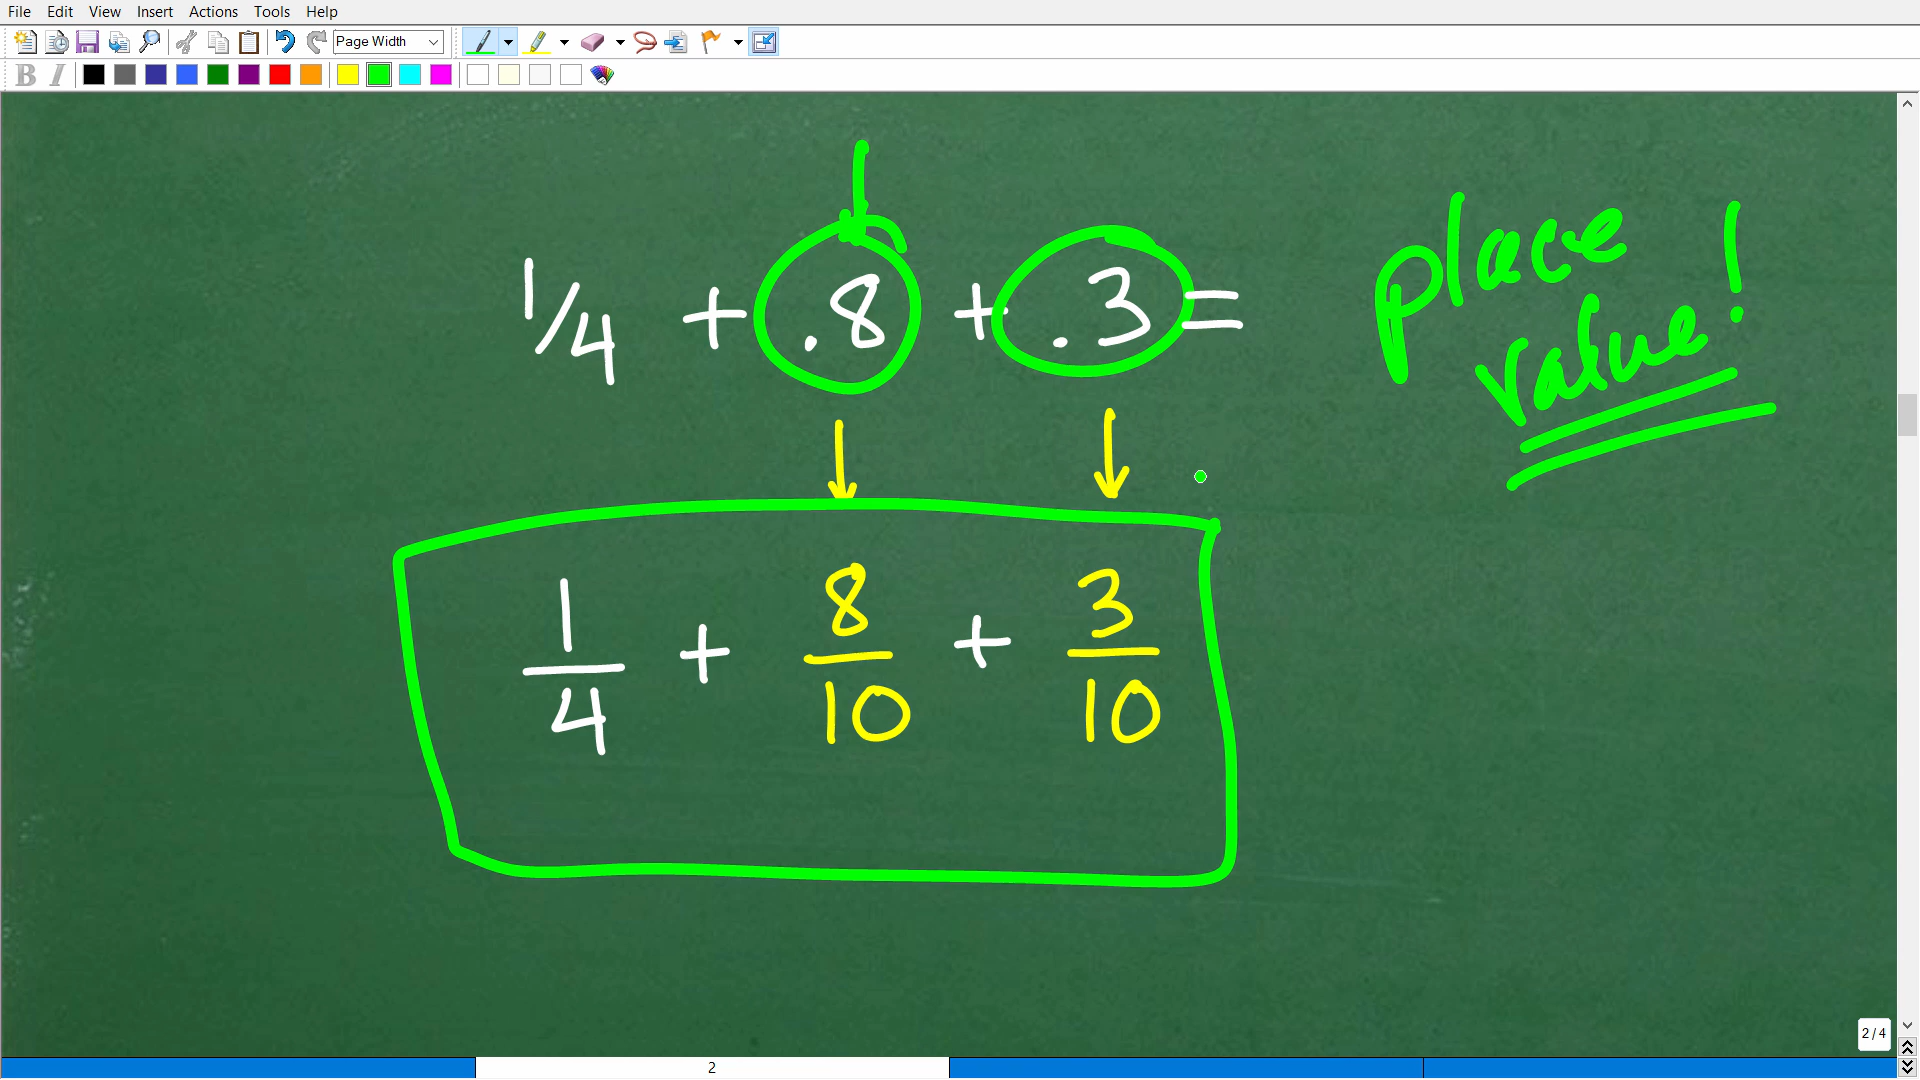 File Edit View Insert Actions Tools Help
Page Width
B I
1/4 + .8 + .3 =
place
value!
1/4 + 8/10 + 3/10
2 / 4
2